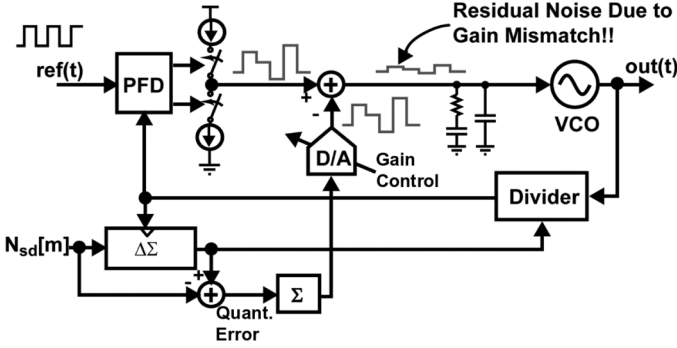 Residual Noise Due to
Gain Mismatch!!
ref(t)
PFD
+
+
-
out(t)
VCO
D/A
Gain
Control
Divider
Nsd[m]
ΔΣ
+
-
+
Σ
Quant.
Error